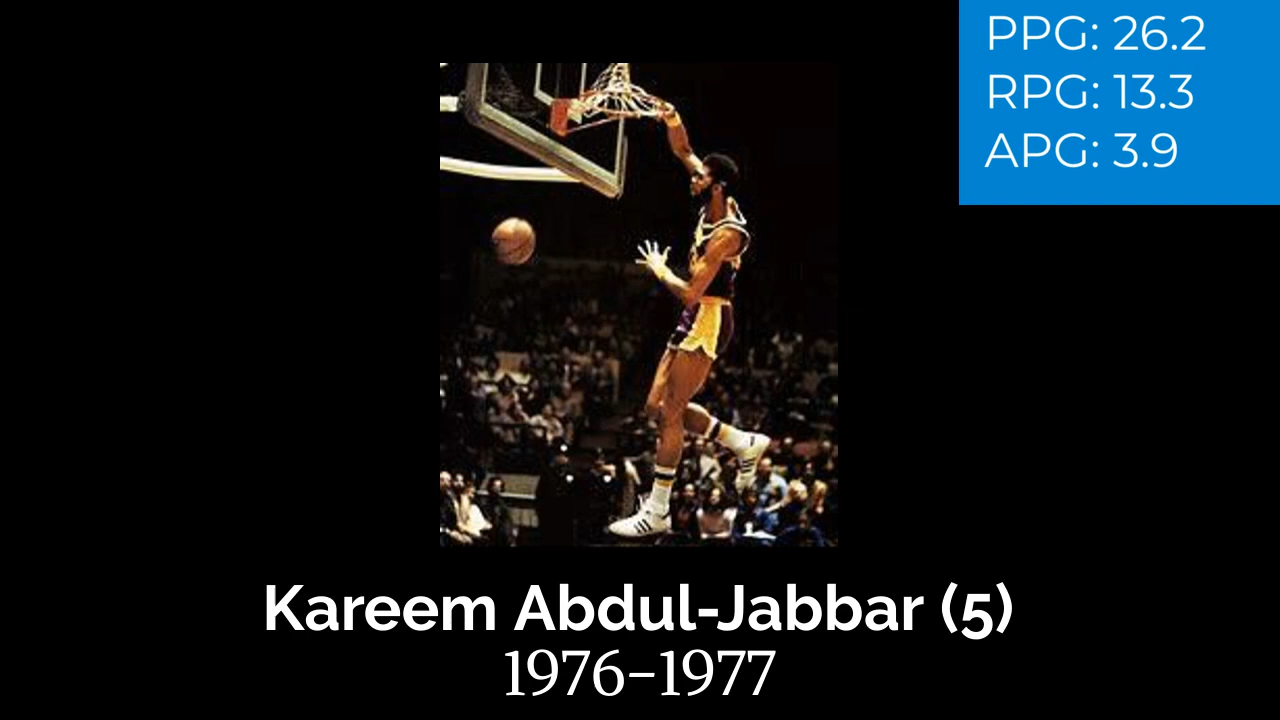 PPG: 26.2
RPG: 13.3
APG: 3.9
Kareem Abdul-Jabbar (5)
1976-1977